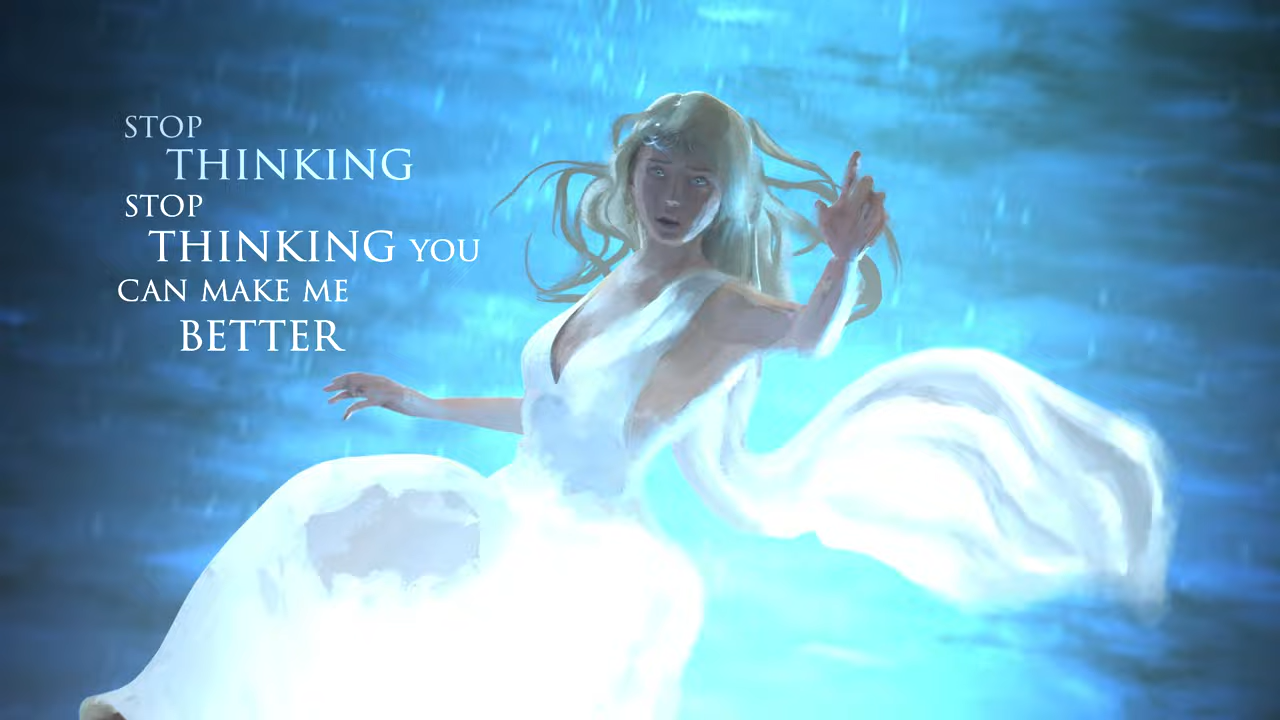 STOP
THINKING
STOP
THINKING YOU
CAN MAKE ME
BETTER